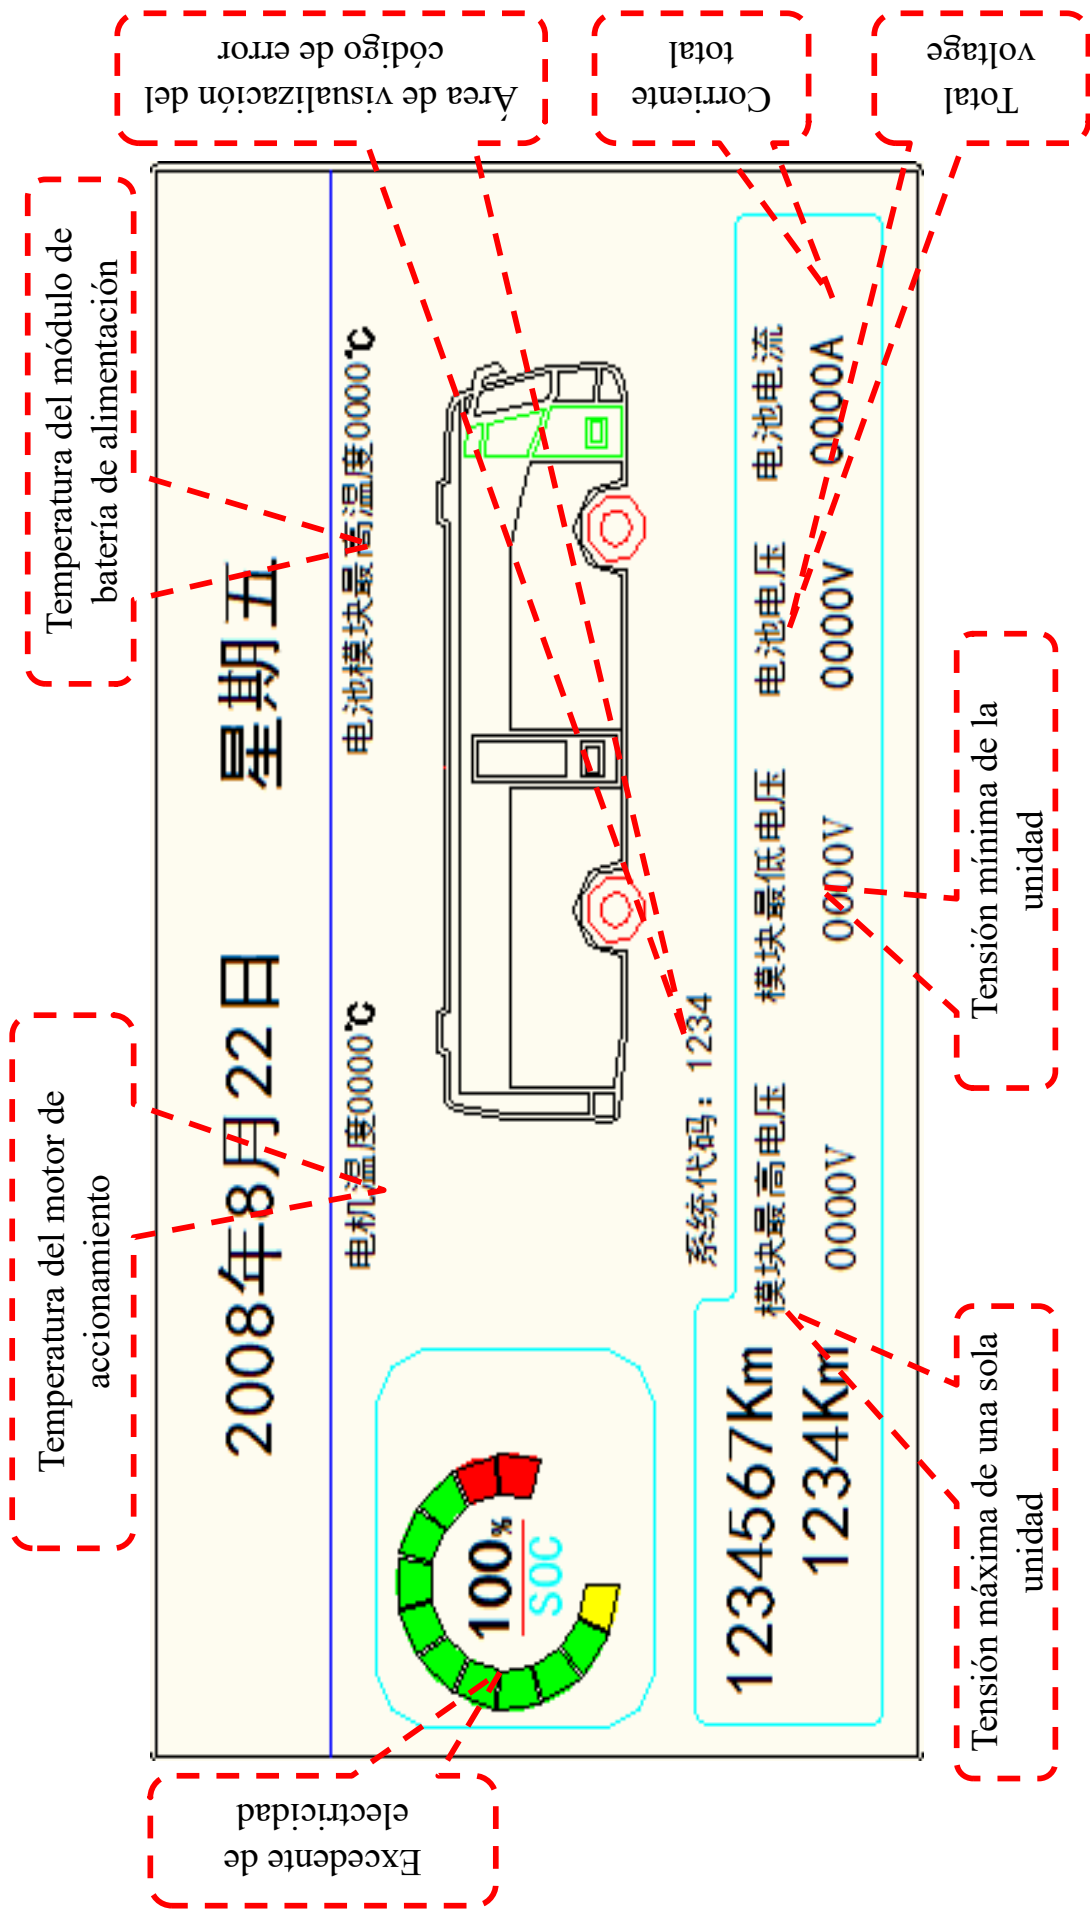 Temperatura del motor de
accionamiento
Temperatura del módulo de
batería de alimentación
2008年8月22日
星期五
电机温度0000℃
电池模块最高温度0000℃
Excedente de
electricidad
100%
SOC
Área de visualización del
código de error
系统代码：1234
Corriente
total
Total
voltage
1234567Km
1234Km
模块最高电压
0000V
模块最低电压
0000V
电池电压
0000V
电池电流
0000A
Tensión máxima de una sola
unidad
Tensión mínima de la
unidad